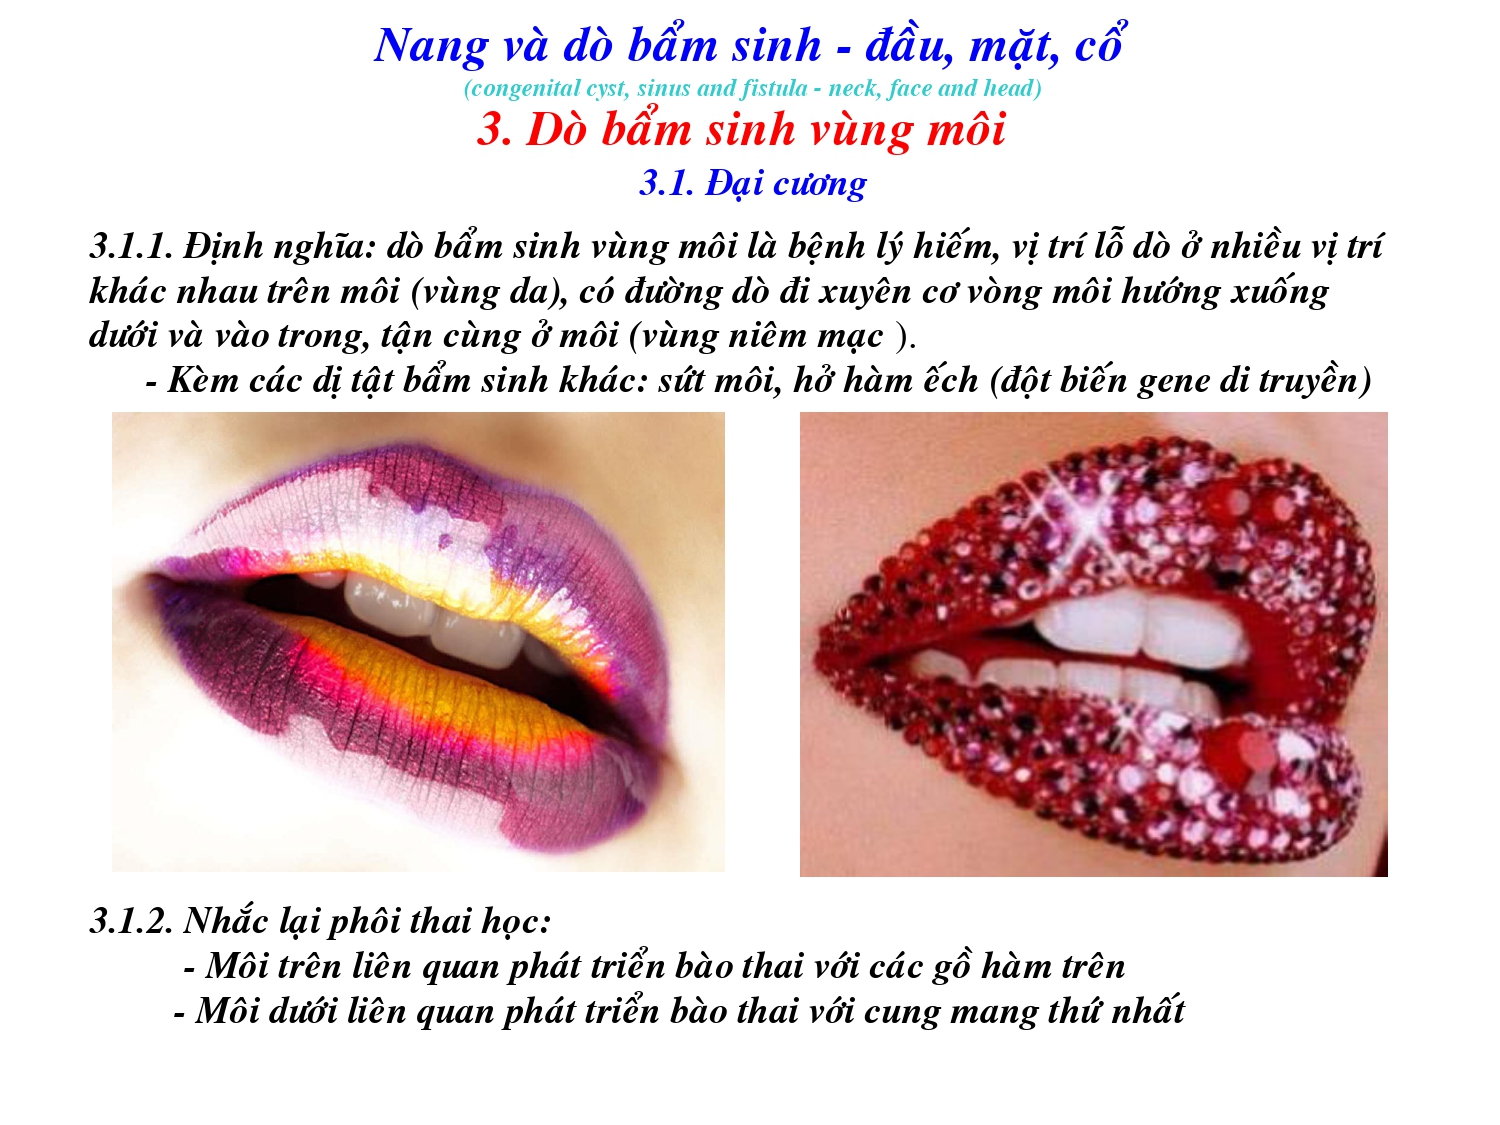 Nang và dò bẩm sinh - đầu, mặt, cổ
(congenital cyst, sinus and fistula - neck, face and head)
3. Dò bẩm sinh vùng môi
3.1. Đại cương
3.1.1. Định nghĩa: dò bẩm sinh vùng môi là bệnh lý hiếm, vị trí lỗ dò ở nhiều vị trí
khác nhau trên môi (vùng da), có đường dò đi xuyên cơ vòng môi hướng xuống
dưới và vào trong, tận cùng ở môi (vùng niêm mạc ).
- Kèm các dị tật bẩm sinh khác: sứt môi, hở hàm ếch (đột biến gene di truyền)
3.1.2. Nhắc lại phôi thai học:
- Môi trên liên quan phát triển bào thai với các gồ hàm trên
- Môi dưới liên quan phát triển bào thai với cung mang thứ nhất